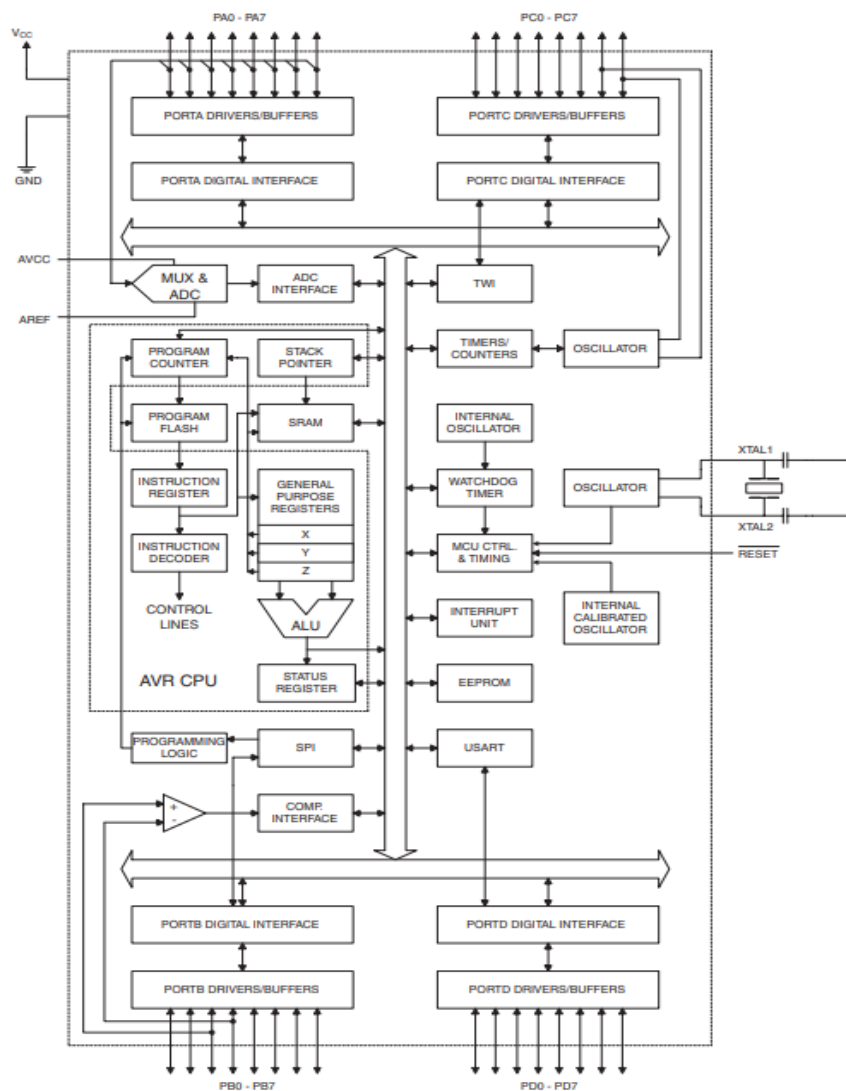 PA0 - PA7
PC0 - PC7
VCC
PORTA DRIVERS/BUFFERS
PORTC DRIVERS/BUFFERS
GND
PORTA DIGITAL INTERFACE
PORTC DIGITAL INTERFACE
AVCC
MUX &
ADC
ADC
INTERFACE
TWI
AREF
PROGRAM
COUNTER
STACK
POINTER
TIMERS/
COUNTERS
OSCILLATOR
PROGRAM
FLASH
SRAM
INTERNAL
OSCILLATOR
XTAL1
INSTRUCTION
REGISTER
GENERAL
PURPOSE
REGISTERS
WATCHDOG
TIMER
OSCILLATOR
XTAL2
X
Y
Z
INSTRUCTION
DECODER
MCU CTRL.
& TIMING
RESET
CONTROL
LINES
ALU
INTERRUPT
UNIT
INTERNAL
CALIBRATED
OSCILLATOR
AVR CPU
STATUS
REGISTER
EEPROM
PROGRAMMING
LOGIC
SPI
USART
+
-
COMP.
INTERFACE
PORTB DIGITAL INTERFACE
PORTD DIGITAL INTERFACE
PORTB DRIVERS/BUFFERS
PORTD DRIVERS/BUFFERS
PB0 - PB7
PD0 - PD7